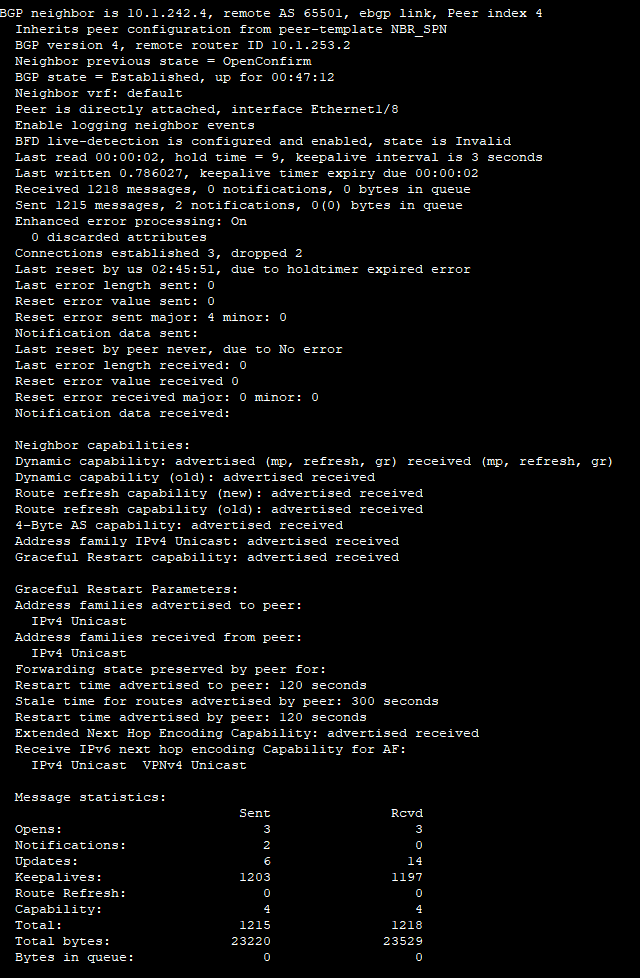 BGP neighbor is 10.1.242.4, remote AS 65501, ebgp link, Peer index 4
Inherits peer configuration from peer-template NBR_SPN
BGP version 4, remote router ID 10.1.253.2
Neighbor previous state = OpenConfirm
BGP state = Established, up for 00:47:12
Neighbor vrf: default
Peer is directly attached, interface Ethernet1/8
Enable logging neighbor events
BFD live-detection is configured and enabled, state is Invalid
Last read 00:00:02, hold time = 9, keepalive interval is 3 seconds
Last written 0.786027, keepalive timer expiry due 00:00:02
Received 1218 messages, 0 notifications, 0 bytes in queue
Sent 1215 messages, 2 notifications, 0(0) bytes in queue
Enhanced error processing: On
0 discarded attributes
Connections established 3, dropped 2
Last reset by us 02:45:51, due to holdtimer expired error
Last error length sent: 0
Reset error value sent: 0
Reset error sent major: 4 minor: 0
Notification data sent:
Last reset by peer never, due to No error
Last error length received: 0
Reset error value received 0
Reset error received major: 0 minor: 0
Notification data received:

Neighbor capabilities:
Dynamic capability: advertised (mp, refresh, gr) received (mp, refresh, gr)
Dynamic capability (old): advertised received
Route refresh capability (new): advertised received
Route refresh capability (old): advertised received
4-Byte AS capability: advertised received
Address family IPv4 Unicast: advertised received
Graceful Restart capability: advertised received

Graceful Restart Parameters:
Address families advertised to peer:
IPv4 Unicast
Address families received from peer:
IPv4 Unicast
Forwarding state preserved by peer for:
Restart time advertised to peer: 120 seconds
Stale time for routes advertised by peer: 300 seconds
Restart time advertised by peer: 120 seconds
Extended Next Hop Encoding Capability: advertised received
Receive IPv6 next hop encoding Capability for AF:
IPv4 Unicast  VPNv4 Unicast

Message statistics:
Sent Rcvd
Opens: 3 3
Notifications: 2 0
Updates: 6 14
Keepalives: 1203 1197
Route Refresh: 0 0
Capability: 4 4
Total: 1215 1218
Total bytes: 23220 23529
Bytes in queue: 0 0